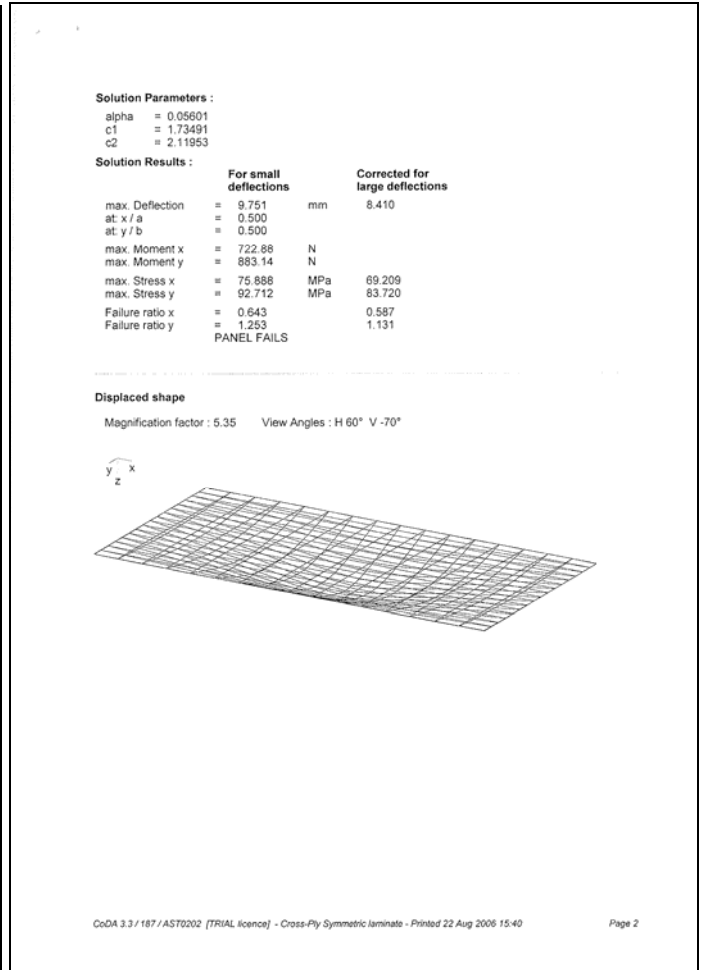 Solution Parameters :
alpha = 0.05601
c1 = 1.73491
c2 = 2.11953
Solution Results :
For small deflections Corrected for large deflections
max. Deflection = 9.751 mm 8.410
at: x / a = 0.500
at: y / b = 0.500
max. Moment x = 722.88 N
max. Moment y = 883.14 N
max. Stress x = 75.888 MPa 69.209
max. Stress y = 92.712 MPa 83.720
Failure ratio x = 0.643 0.587
Failure ratio y = 1.253 1.131
PANEL FAILS
Displaced shape
Magnification factor : 5.35 View Angles : H 60° V -70°
y x
z
CoDA 3.3 / 187 / AST0202 [TRIAL licence] - Cross-Ply Symmetric laminate - Printed 22 Aug 2006 15:40 Page 2